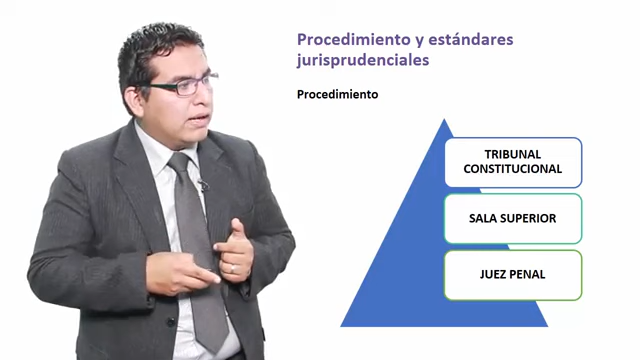 Procedimiento y estándares
jurisprudenciales
Procedimiento
TRIBUNAL
CONSTITUCIONAL
SALA SUPERIOR
JUEZ PENAL